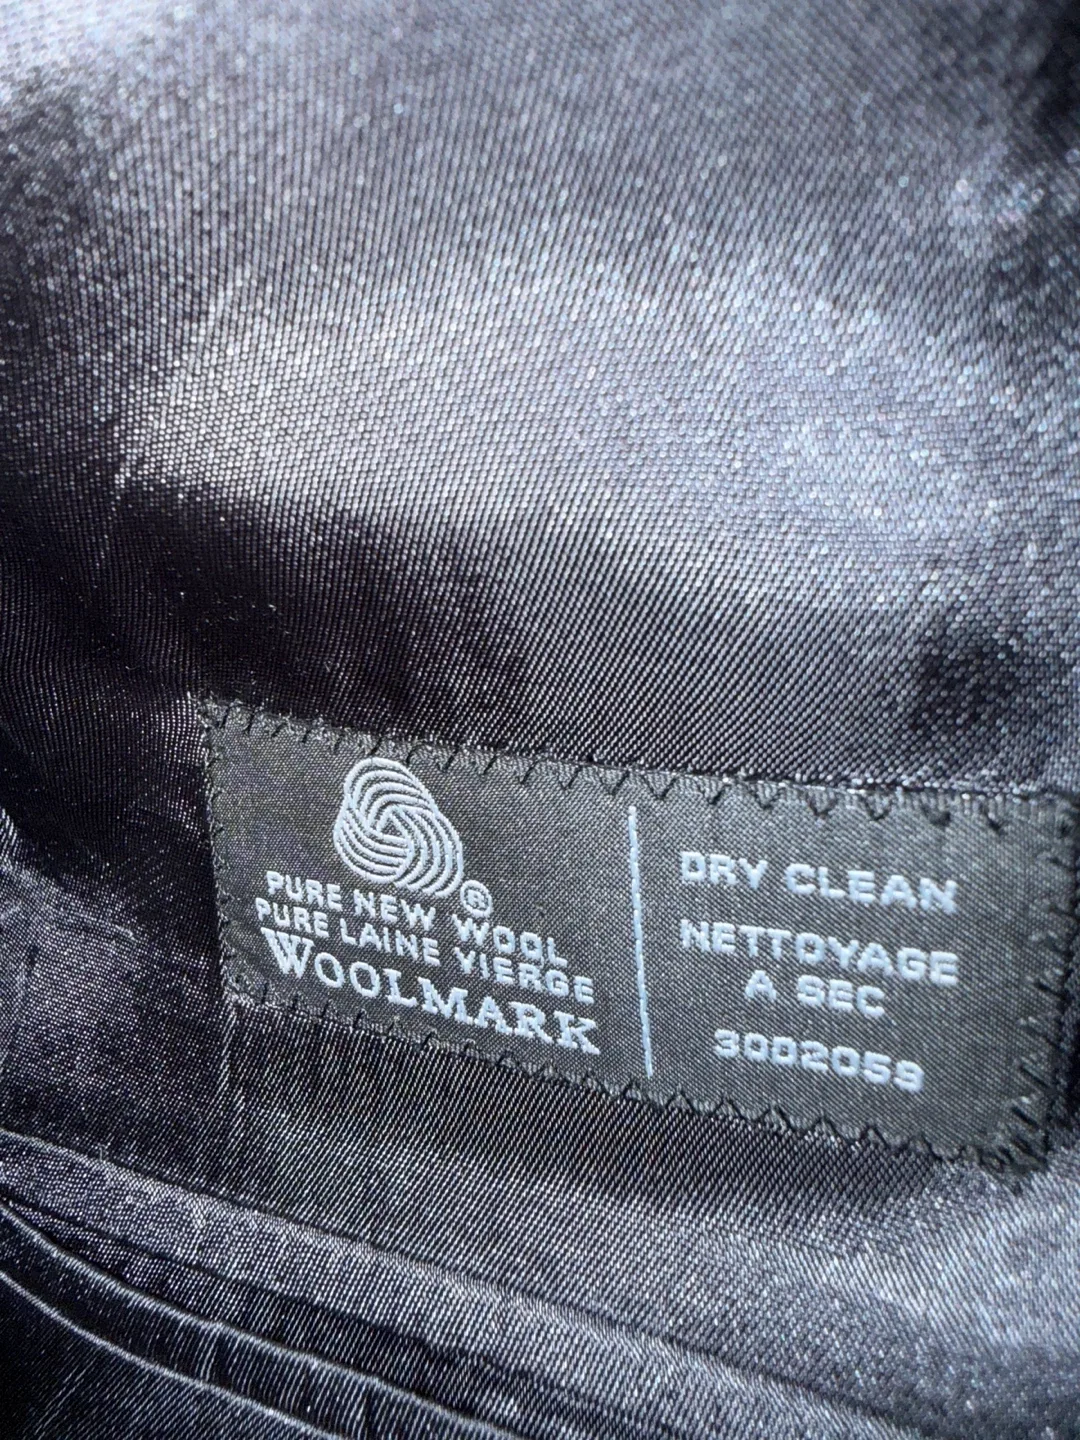 ®
PURE NEW WOOL
PURE LAINE VIERGE
WOOLMARK
DRY CLEAN
NETTOYAGE
A SEC
3002059